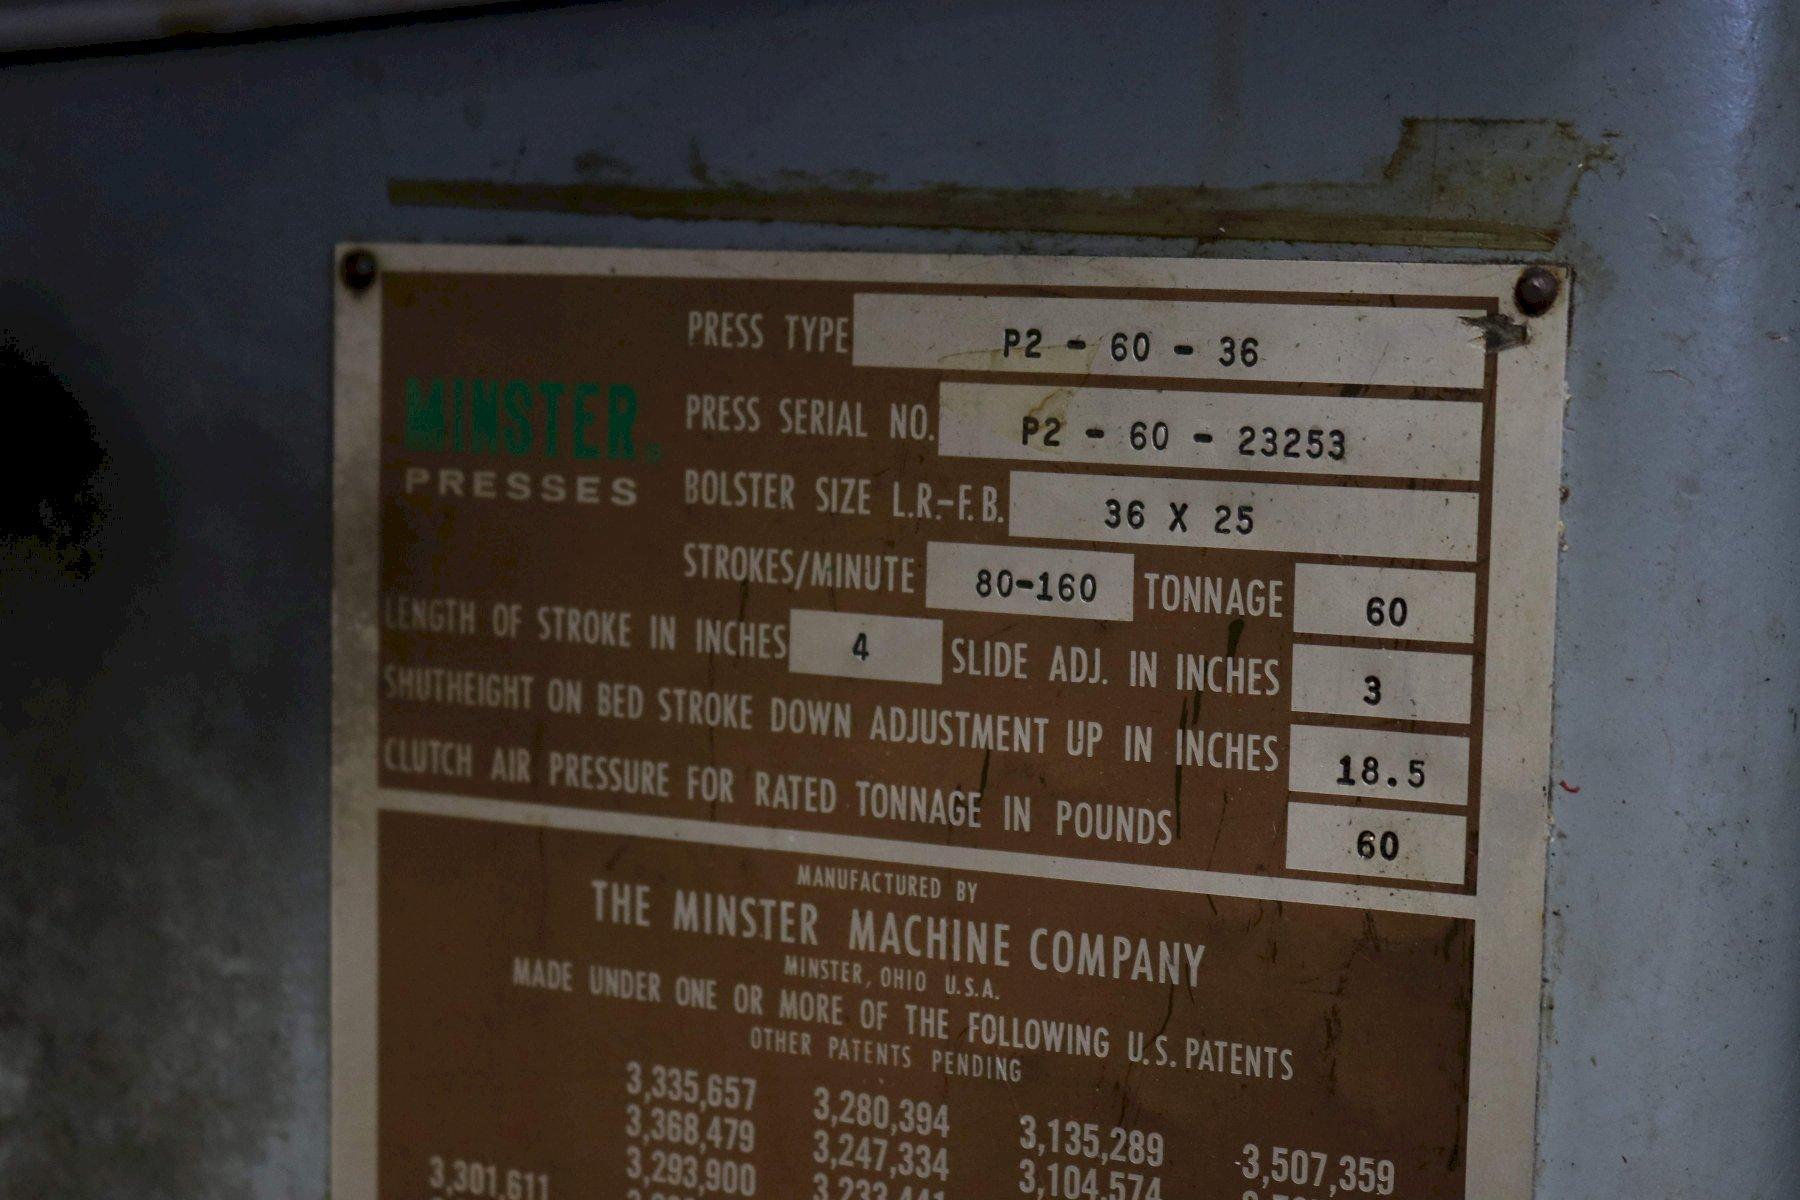 PRESS TYPE P2 - 60 - 36
MINSTER
PRESSES
PRESS SERIAL NO. P2 - 60 - 23253
BOLSTER SIZE L.R.-F.B. 36 X 25
STROKES/MINUTE 80-160 TONNAGE 60
LENGTH OF STROKE IN INCHES 4 SLIDE ADJ. IN INCHES 3
SHUTHEIGHT ON BED STROKE DOWN ADJUSTMENT UP IN INCHES 18.5
CLUTCH AIR PRESSURE FOR RATED TONNAGE IN POUNDS 60
MANUFACTURED BY
THE MINSTER MACHINE COMPANY
MINSTER, OHIO U.S.A.
MADE UNDER ONE OR MORE OF THE FOLLOWING U.S. PATENTS
OTHER PATENTS PENDING
3,335,657 3,280,394 3,135,289 3,507,359
3,368,479 3,247,334 3,104,574
3,301,611 3,293,900 3,233,441